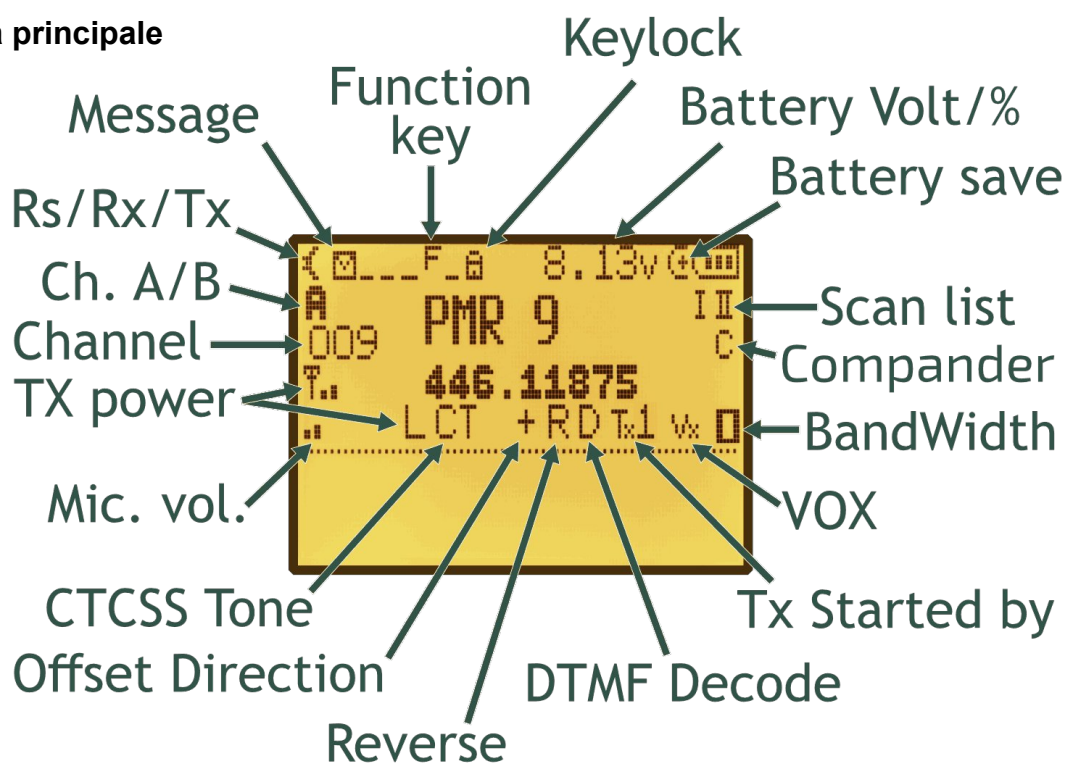 principale
Keylock
Function
key
Battery Volt/%
Message
Battery save
Rs/Rx/Tx
F
8.13v
Ch. A/B
A
PMR 9
I II
Scan list
Channel
009
C
Compander
TX power
446.11875
L CT + R D Tx1 Vx
BandWidth
Mic. vol.
VOX
CTCSS Tone
Tx Started by
Offset Direction
DTMF Decode
Reverse